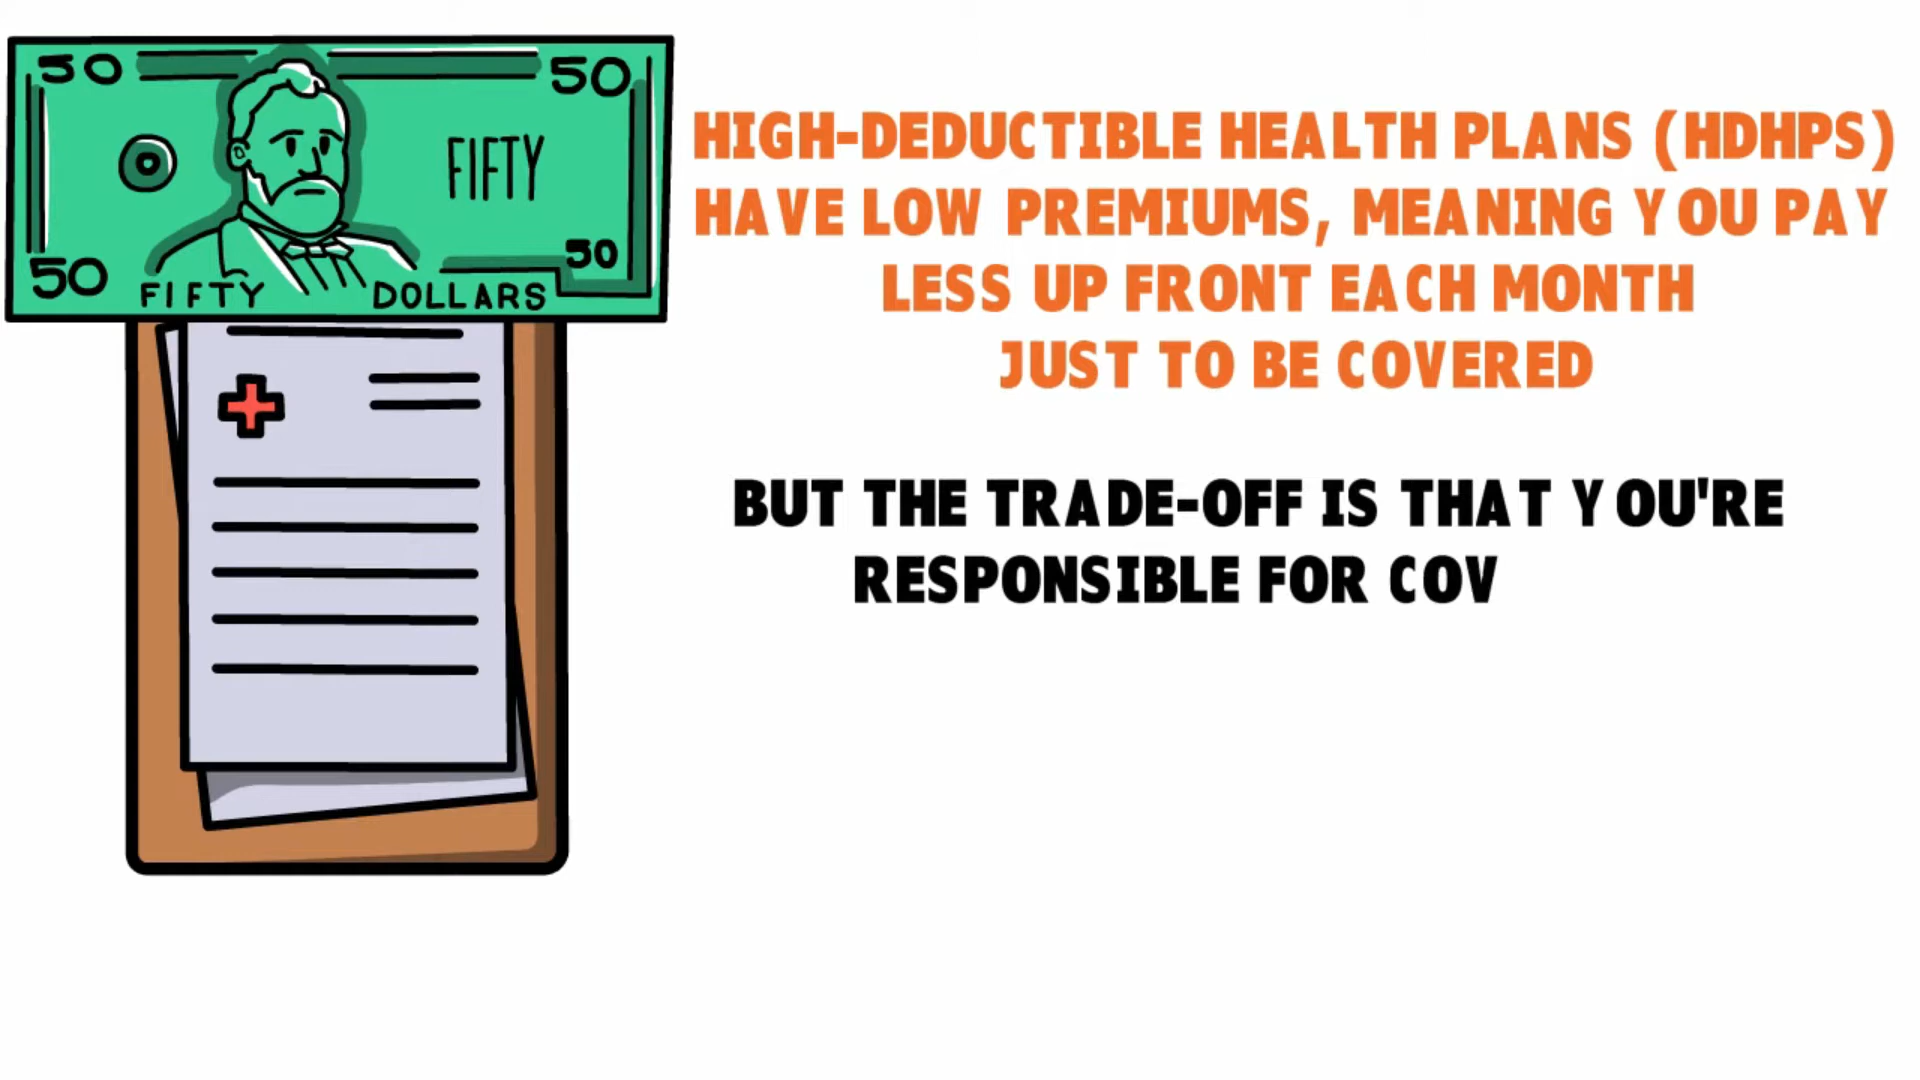 50 50
FIFTY
50
50 FIFTY DOLLARS
HIGH-DEDUCTIBLE HEALTH PLANS (HDHPS)
HAVE LOW PREMIUMS, MEANING YOU PAY
LESS UP FRONT EACH MONTH
JUST TO BE COVERED
BUT THE TRADE-OFF IS THAT YOU'RE
RESPONSIBLE FOR COV